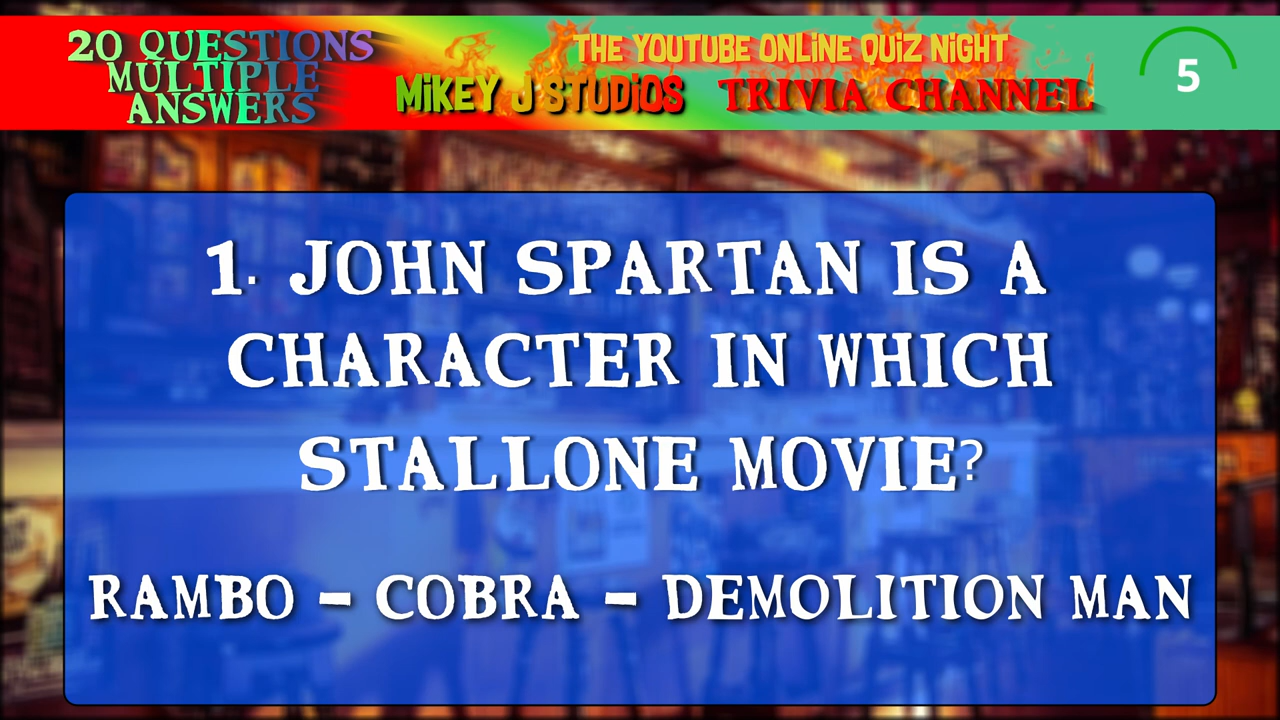 20 QUESTIONS
MULTIPLE
ANSWERS
THE YOUTUBE ONLINE QUIZ NIGHT
MIKEY J STUDIOS TRIVIA CHANNEL
5
1. JOHN SPARTAN IS A
CHARACTER IN WHICH
STALLONE MOVIE?
RAMBO - COBRA - DEMOLITION MAN